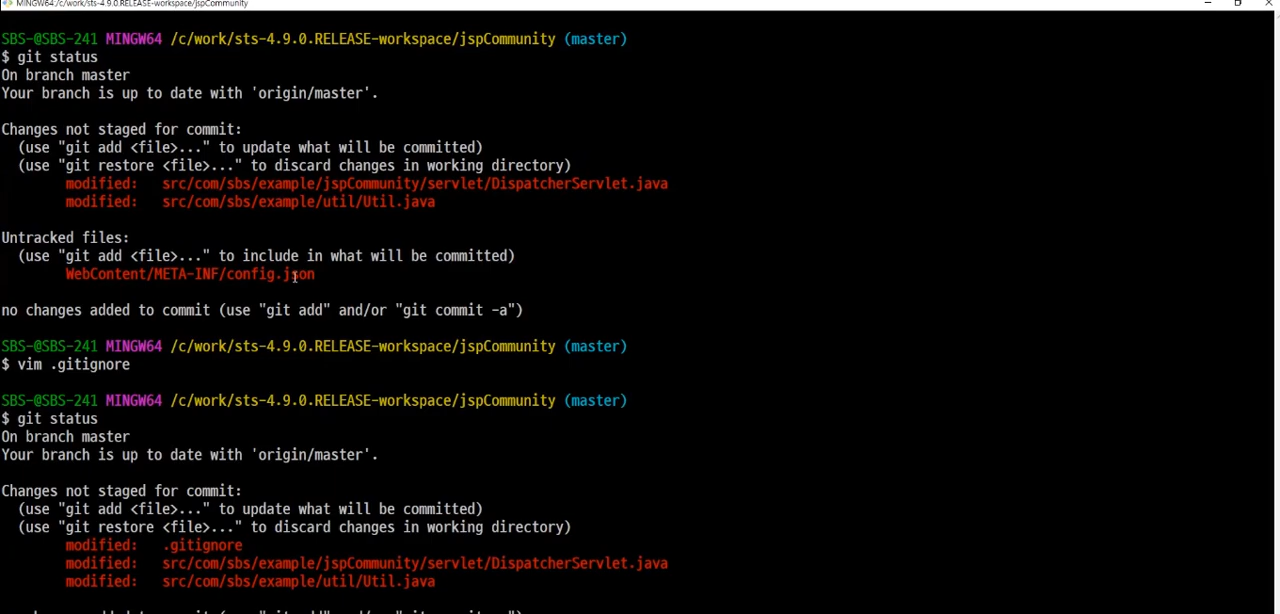 MINGW64:/c/work/sts-4.9.0.RELEASE-workspace/jspCommunity
SBS-@SBS-241 MINGW64 /c/work/sts-4.9.0.RELEASE-workspace/jspCommunity (master)
$ git status
On branch master
Your branch is up to date with 'origin/master'.
Changes not staged for commit:
(use "git add <file>..." to update what will be committed)
(use "git restore <file>..." to discard changes in working directory)
modified: src/com/sbs/example/jspCommunity/servlet/DispatcherServlet.java
modified: src/com/sbs/example/util/Util.java
Untracked files:
(use "git add <file>..." to include in what will be committed)
WebContent/META-INF/config.json
no changes added to commit (use "git add" and/or "git commit -a")
SBS-@SBS-241 MINGW64 /c/work/sts-4.9.0.RELEASE-workspace/jspCommunity (master)
$ vim .gitignore
SBS-@SBS-241 MINGW64 /c/work/sts-4.9.0.RELEASE-workspace/jspCommunity (master)
$ git status
On branch master
Your branch is up to date with 'origin/master'.
Changes not staged for commit:
(use "git add <file>..." to update what will be committed)
(use "git restore <file>..." to discard changes in working directory)
modified: .gitignore
modified: src/com/sbs/example/jspCommunity/servlet/DispatcherServlet.java
modified: src/com/sbs/example/util/Util.java